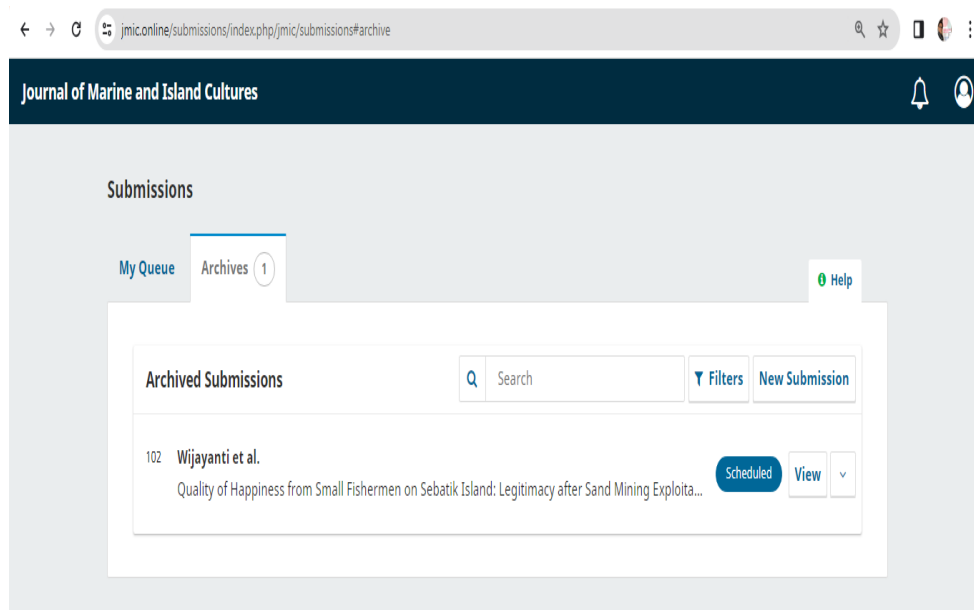 jmic.online/submissions/index.php/jmic/submissions#archive
Journal of Marine and Island Cultures
Submissions
My Queue
Archives 1
Help
Archived Submissions
Search
Filters
New Submission
102 Wijayanti et al.
Quality of Happiness from Small Fishermen on Sebatik Island: Legitimacy after Sand Mining Exploita...
Scheduled
View